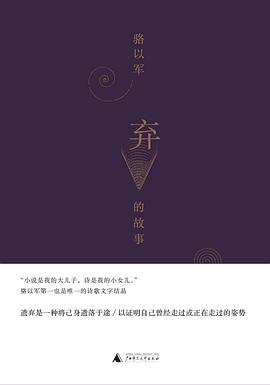 骆以军
弃
的故事
“小说是我的大儿子，诗是我的小女儿。”
骆以军第一也是唯一的诗歌文字结晶
遗弃是一种将己身遗落于途/以证明自己曾经走过或正在走过的姿势
广西师范大学出版社